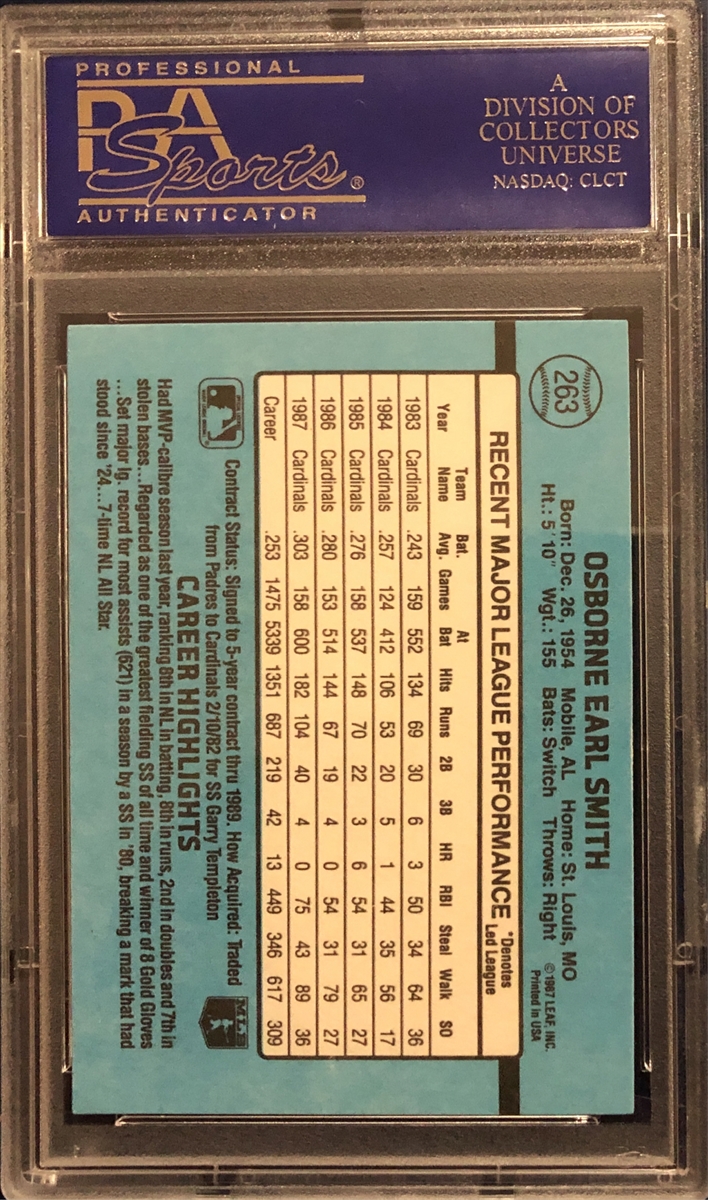 PROFESSIONAL
PSA
Sports®
AUTHENTICATOR
A
DIVISION OF
COLLECTORS
UNIVERSE
NASDAQ: CLCT
263
OSBORNE EARL SMITH
Born: Dec. 26, 1954 Mobile, AL Home: St. Louis, MO
Ht.: 5'10" Wgt.: 155 Bats: Switch Throws: Right
©1987 LEAF, INC.
Printed in USA
RECENT MAJOR LEAGUE PERFORMANCE
*Denotes
Led League
Year Team Name Bat. Avg. Games At Bat Hits Runs 2B 3B HR RBI Steal Walk SO
1983 Cardinals .243 159 552 134 69 30 6 3 50 34 64 36
1984 Cardinals .257 124 412 106 53 20 5 1 44 35 56 17
1985 Cardinals .276 158 537 148 70 22 3 6 54 31 65 27
1986 Cardinals .280 153 514 144 67 19 4 0 54 31 79 27
1987 Cardinals .303 158 600 182 104 40 4 0 75 43 89 36
Career .253 1475 5339 1351 687 219 42 13 449 346 617 309
Contract Status: Signed to 5-year contract thru 1989. How Acquired: Traded
from Padres to Cardinals 2/10/82 for SS Garry Templeton
MLB
CAREER HIGHLIGHTS
Had MVP-calibre season last year, ranking 8th in NL in batting, 8th in runs, 2nd in doubles and 7th in
stolen bases...Regarded as one of the greatest fielding SS of all time and winner of 8 Gold Gloves
...Set major lg. record for most assists (621) in a season by a SS in '80, breaking a mark that had
stood since '24...7-time NL All Star.